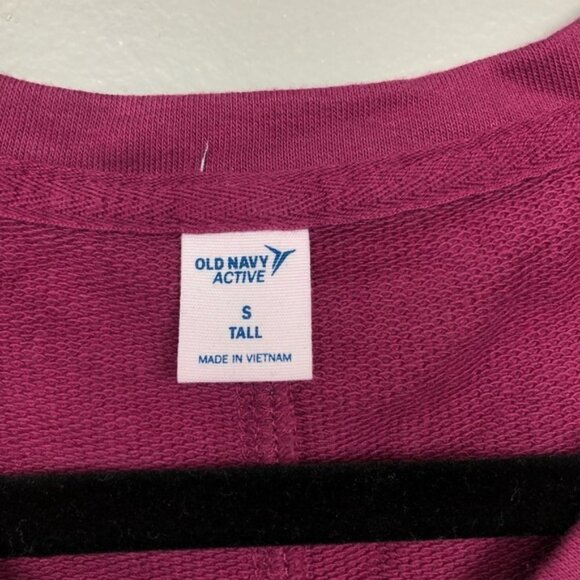 OLD NAVY
ACTIVE
S
TALL
MADE IN VIETNAM